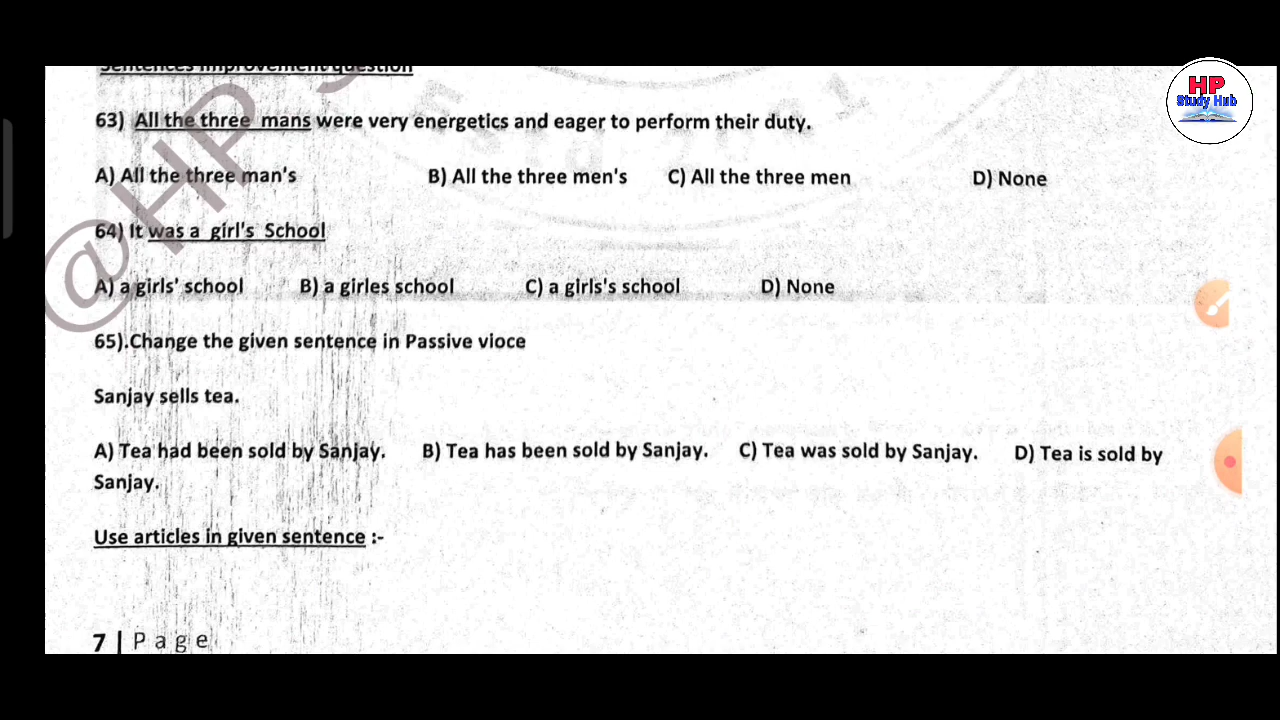 Sentences improvement question
HP
Study Hub
63) All the three mans were very energetics and eager to perform their duty.
A) All the three man's B) All the three men's C) All the three men D) None
64) It was a girl's School
A) a girls' school B) a girles school C) a girls's school D) None
65).Change the given sentence in Passive vioce
Sanjay sells tea.
A) Tea had been sold by Sanjay. B) Tea has been sold by Sanjay. C) Tea was sold by Sanjay. D) Tea is sold by
Sanjay.
Use articles in given sentence :-
7 | P a g e
@HP S